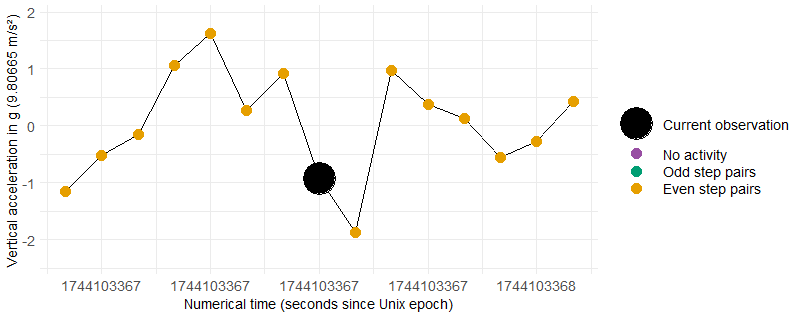 Vertical acceleration in g (9.80665 m/s²)
2
1
0
-1
-2
1744103367
1744103367
1744103367
1744103367
1744103368
Numerical time (seconds since Unix epoch)
Current observation
No activity
Odd step pairs
Even step pairs